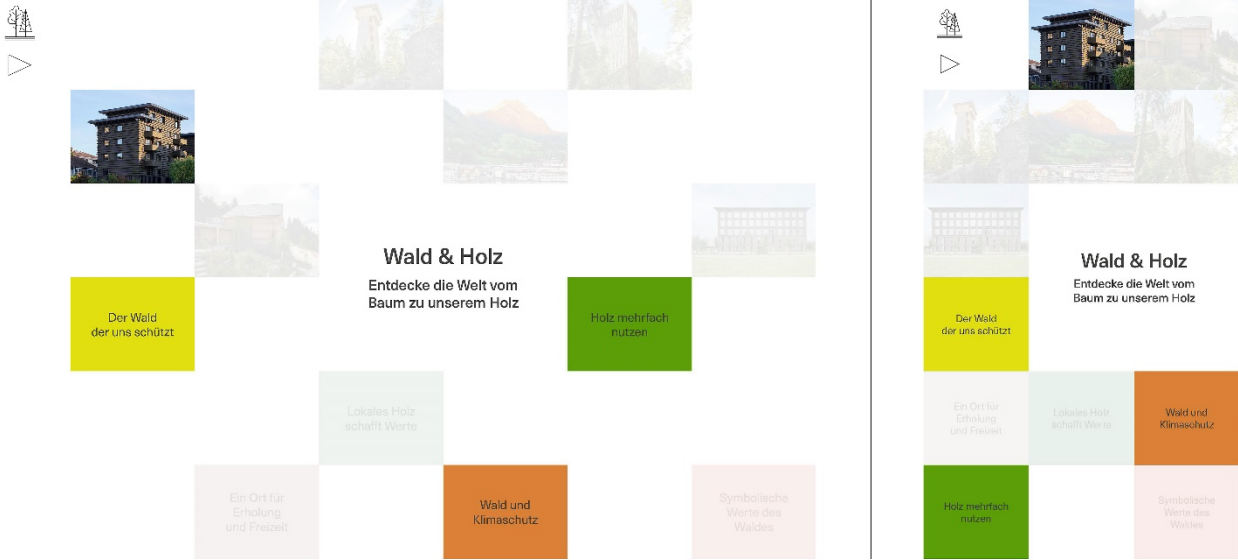 Wald & Holz
Entdecke die Welt vom
Baum zu unserem Holz
Der Wald
der uns schützt
Holz mehrfach
nutzen
Lokales Holz
schafft Werte
Ein Ort für
Erholung
und Freizeit
Wald und
Klimaschutz
Symbolische
Werte des
Waldes
Wald & Holz
Entdecke die Welt vom
Baum zu unserem Holz
Der Wald
der uns schützt
Ein Ort für
Erholung
und Freizeit
Lokales Holz
schafft Werte
Wald und
Klimaschutz
Holz mehrfach
nutzen
Symbolische
Werte des
Waldes